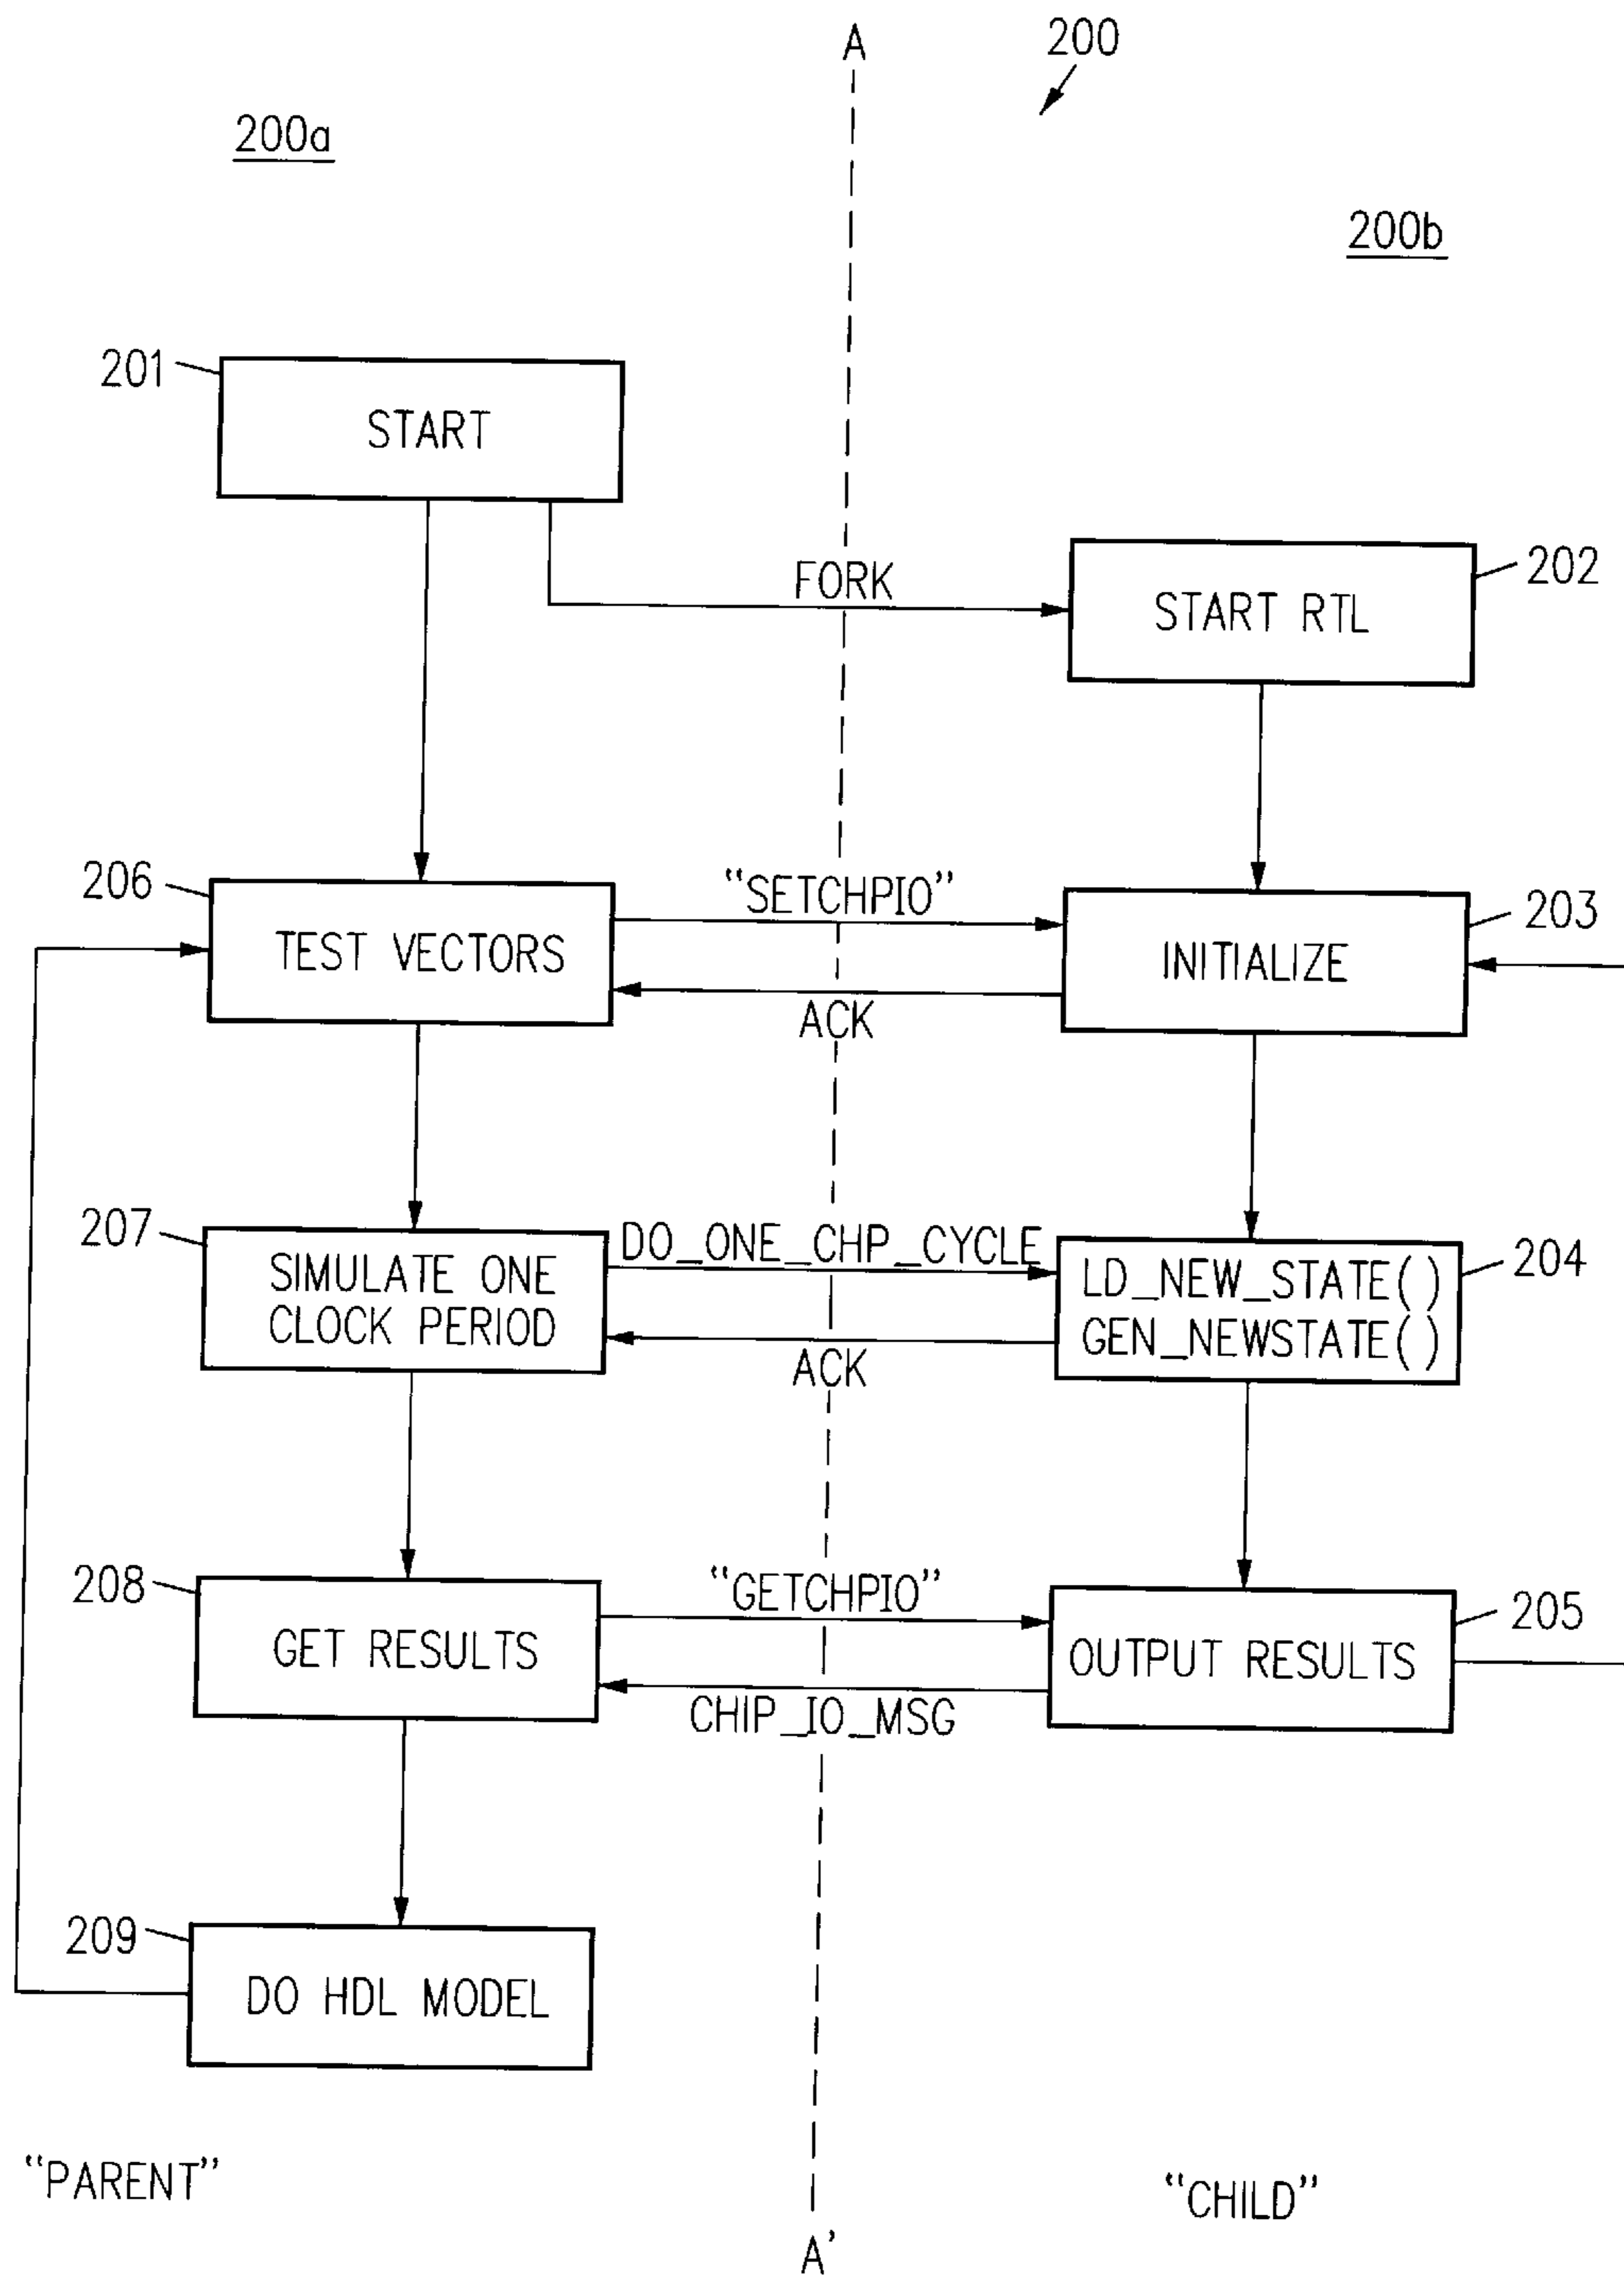 A
200
200a
200b
201
START
FORK
202
START RTL
206
TEST VECTORS
“SETCHPIO”
ACK
203
INITIALIZE
207
SIMULATE ONE
CLOCK PERIOD
DO_ONE_CHP_CYCLE
ACK
LD_NEW_STATE()
GEN_NEWSTATE()
204
208
GET RESULTS
“GETCHPIO”
CHIP_IO_MSG
OUTPUT RESULTS
205
209
DO HDL MODEL
“PARENT”
“CHILD”
A’